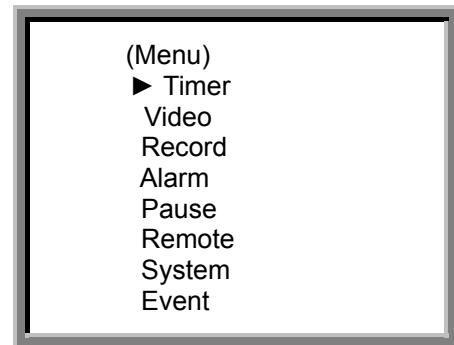 (Menu)
► Timer
Video
Record
Alarm
Pause
Remote
System
Event